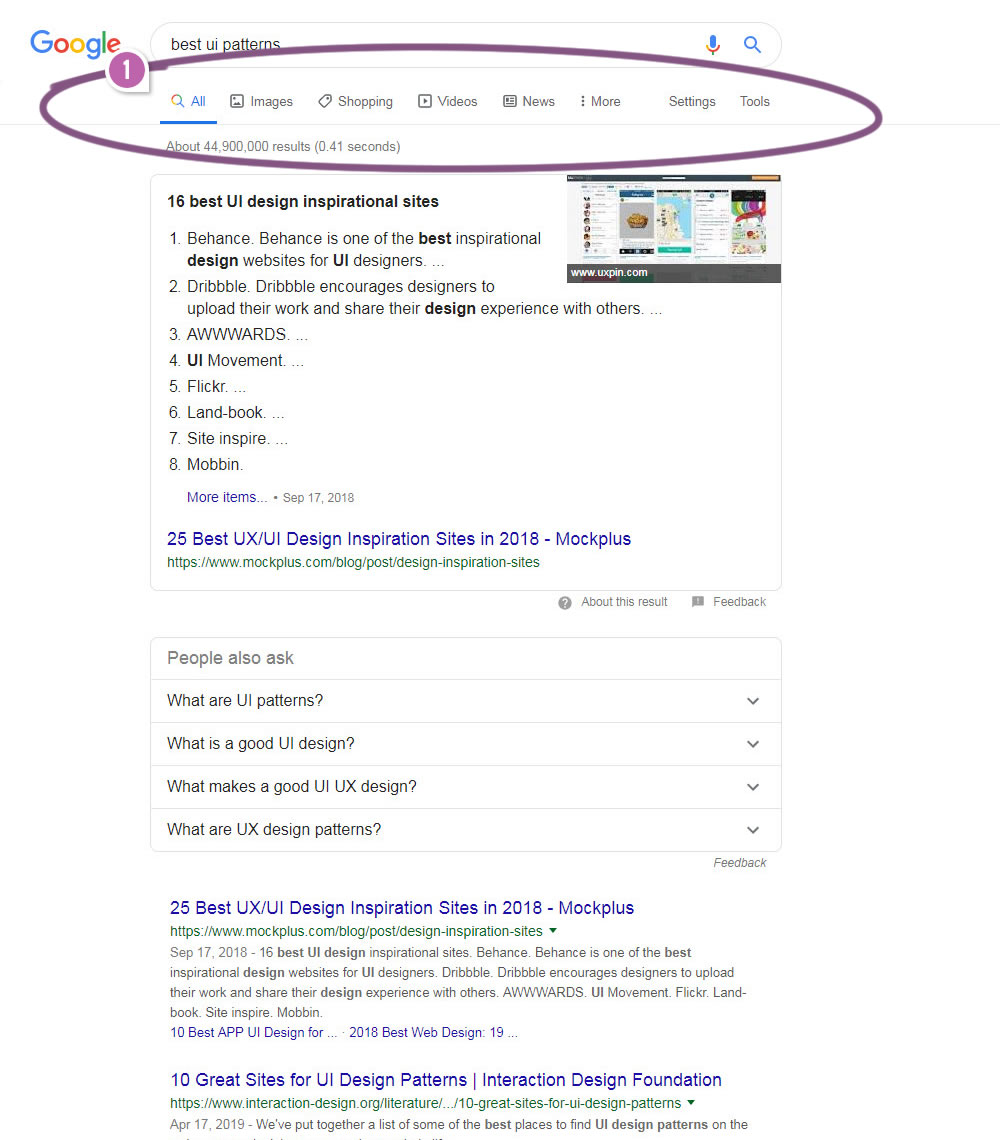 Google
best ui patterns
1
All Images Shopping Videos News More Settings Tools
About 44,900,000 results (0.41 seconds)
16 best UI design inspirational sites
www.uxpin.com
1. Behance. Behance is one of the best inspirational
design websites for UI designers. ...
2. Dribbble. Dribbble encourages designers to
upload their work and share their design experience with others. ...
3. AWWWARDS. ...
4. UI Movement. ...
5. Flickr. ...
6. Land-book. ...
7. Site inspire. ...
8. Mobbin.
More items... • Sep 17, 2018
25 Best UX/UI Design Inspiration Sites in 2018 - Mockplus
https://www.mockplus.com/blog/post/design-inspiration-sites
About this result Feedback
People also ask
What are UI patterns?
What is a good UI design?
What makes a good UI UX design?
What are UX design patterns?
Feedback
25 Best UX/UI Design Inspiration Sites in 2018 - Mockplus
https://www.mockplus.com/blog/post/design-inspiration-sites
Sep 17, 2018 - 16 best UI design inspirational sites. Behance. Behance is one of the best
inspirational design websites for UI designers. Dribbble. Dribbble encourages designers to upload
their work and share their design experience with others. AWWWARDS. UI Movement. Flickr. Land-
book. Site inspire. Mobbin.
10 Best APP UI Design for ... · 2018 Best Web Design: 19 ...
10 Great Sites for UI Design Patterns | Interaction Design Foundation
https://www.interaction-design.org/literature/.../10-great-sites-for-ui-design-patterns
Apr 17, 2019 - We've put together a list of some of the best places to find UI design patterns on the